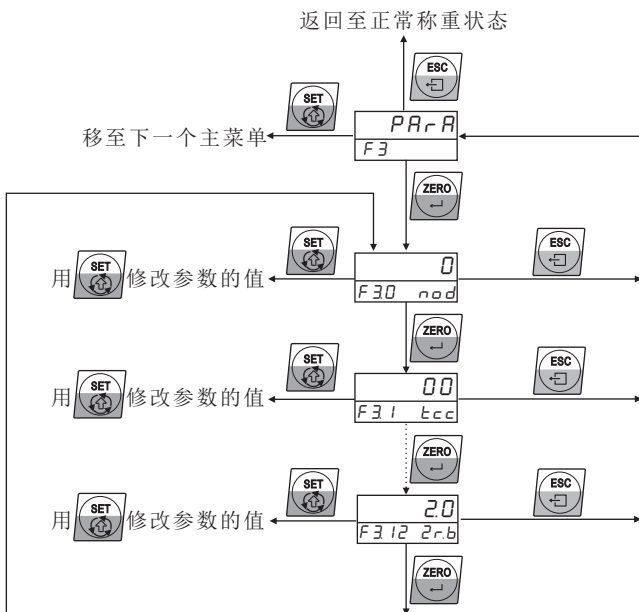 返回至正常称重状态
ESC
SET
移至下一个主菜单
PArA
F3
ZERO
SET
ESC
用 SET 修改参数的值
0
F3.0 nod
ZERO
SET
ESC
用 SET 修改参数的值
00
F3.1 tcc
ZERO
SET
ESC
用 SET 修改参数的值
2.0
F3.12 2r.b
ZERO